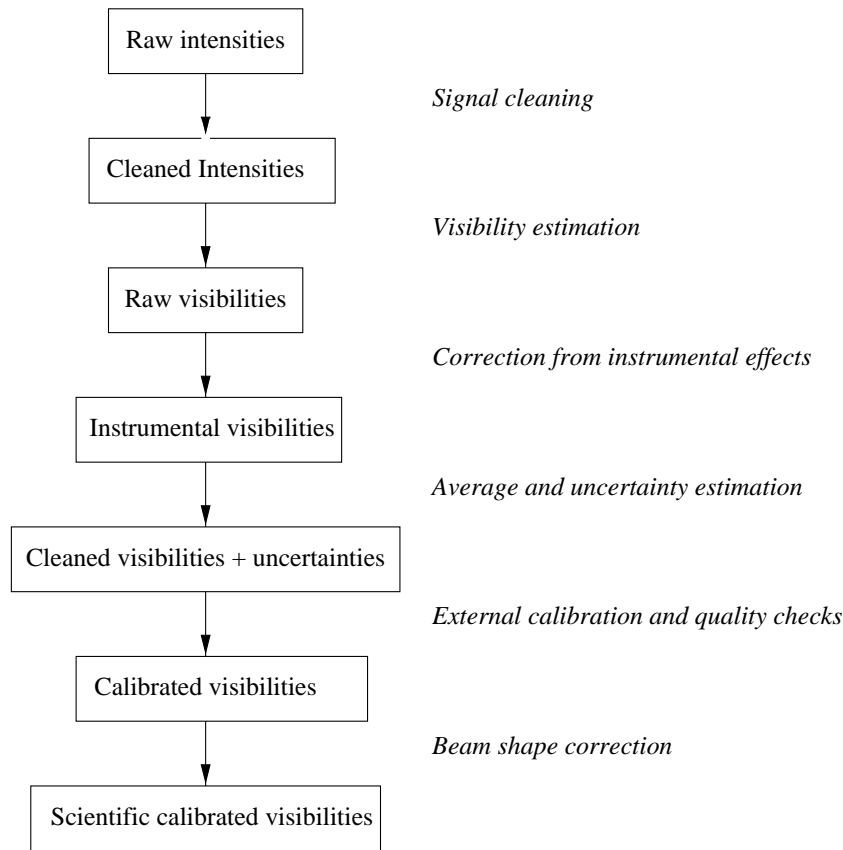 Raw intensities
Signal cleaning
Cleaned Intensities
Visibility estimation
Raw visibilities
Correction from instrumental effects
Instrumental visibilities
Average and uncertainty estimation
Cleaned visibilities + uncertainties
External calibration and quality checks
Calibrated visibilities
Beam shape correction
Scientific calibrated visibilities